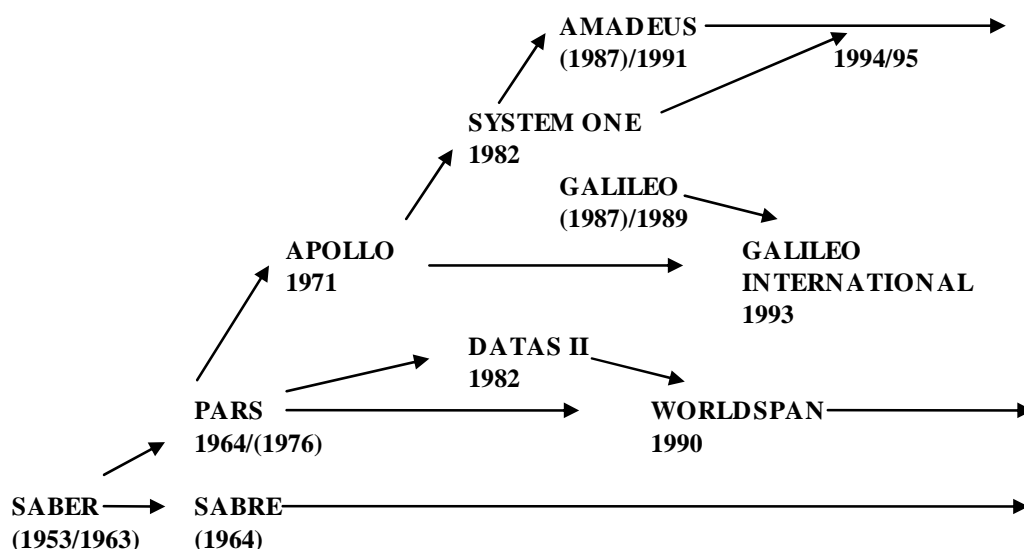 AMADEUS
(1987)/1991
1994/95
SYSTEM ONE
1982
GALILEO
(1987)/1989
APOLLO
1971
GALILEO
INTERNATIONAL
1993
DATAS II
1982
PARS
1964/(1976)
WORLDSPAN
1990
SABER
(1953/1963)
SABRE
(1964)